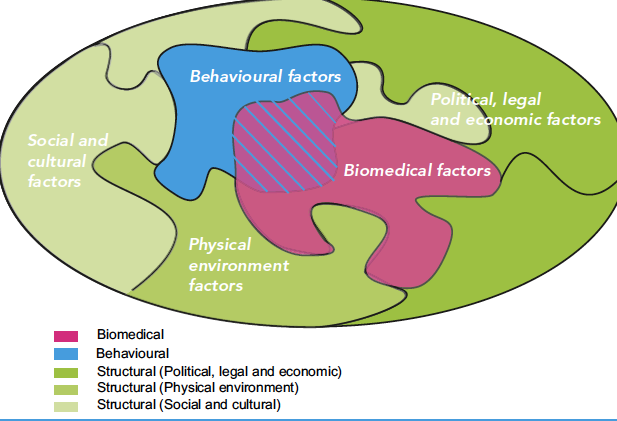 Behavioural factors
Political, legal
and economic factors
Social and
cultural
factors
Biomedical factors
Physical
environment
factors
Biomedical
Behavioural
Structural (Political, legal and economic)
Structural (Physical environment)
Structural (Social and cultural)